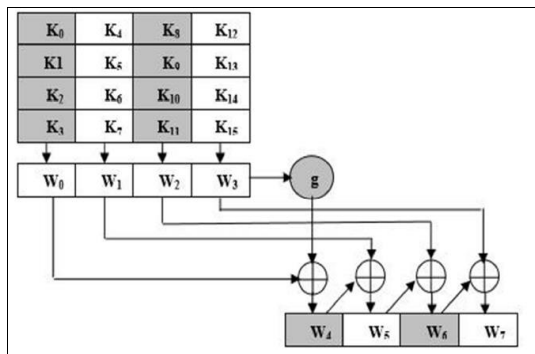 K₀ K₄ K₈ K₁₂
K1 K₅ K₉ K₁₃
K₂ K₆ K₁₀ K₁₄
K₃ K₇ K₁₁ K₁₅
W₀ W₁ W₂ W₃ g
W₄ W₅ W₆ W₇